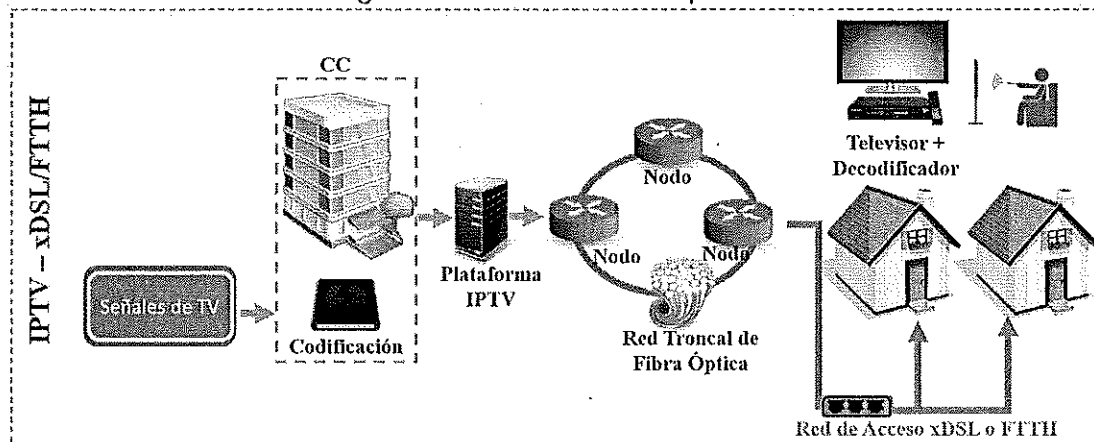 IPTV – xDSL/FTTH
CC
Señales de TV
Codificación
Plataforma
IPTV
Nodo
Nodo
Nodo
Red Troncal de
Fibra Óptica
Televisor +
Decodificador
Red de Acceso xDSL o FTTH